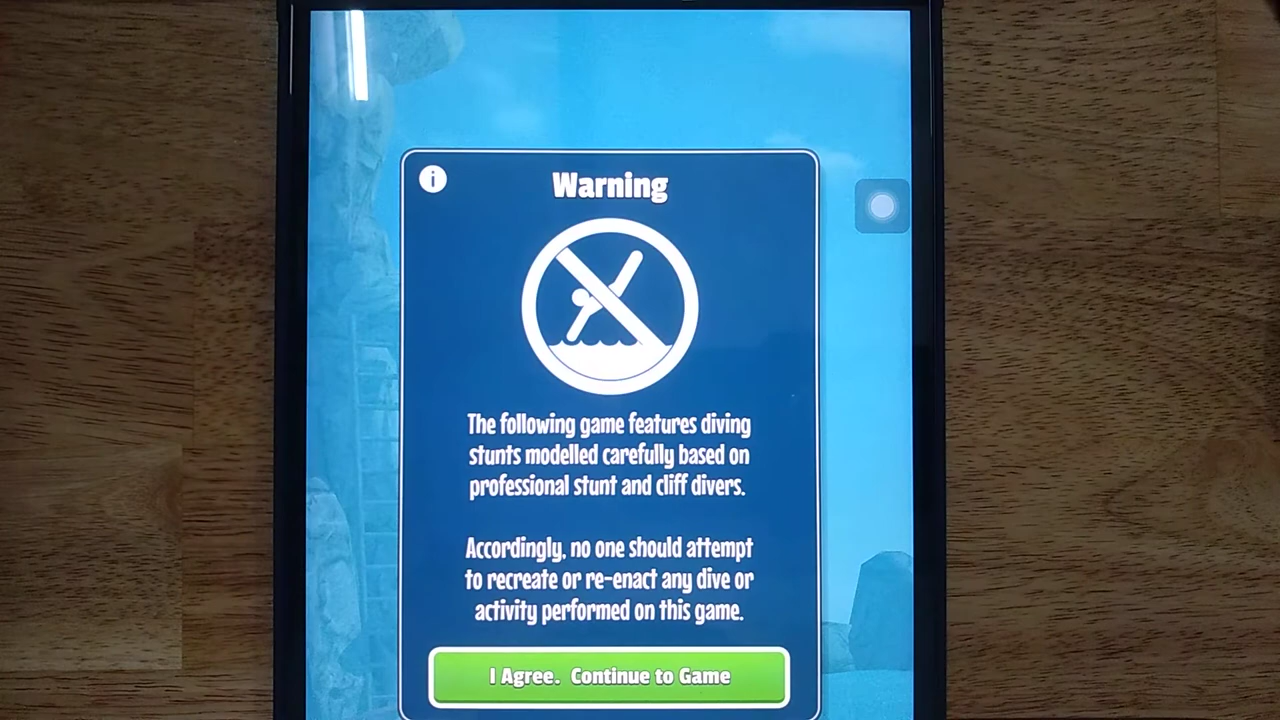 i
Warning
The following game features diving
stunts modelled carefully based on
professional stunt and cliff divers.
Accordingly, no one should attempt
to recreate or re-enact any dive or
activity performed on this game.
I Agree. Continue to Game